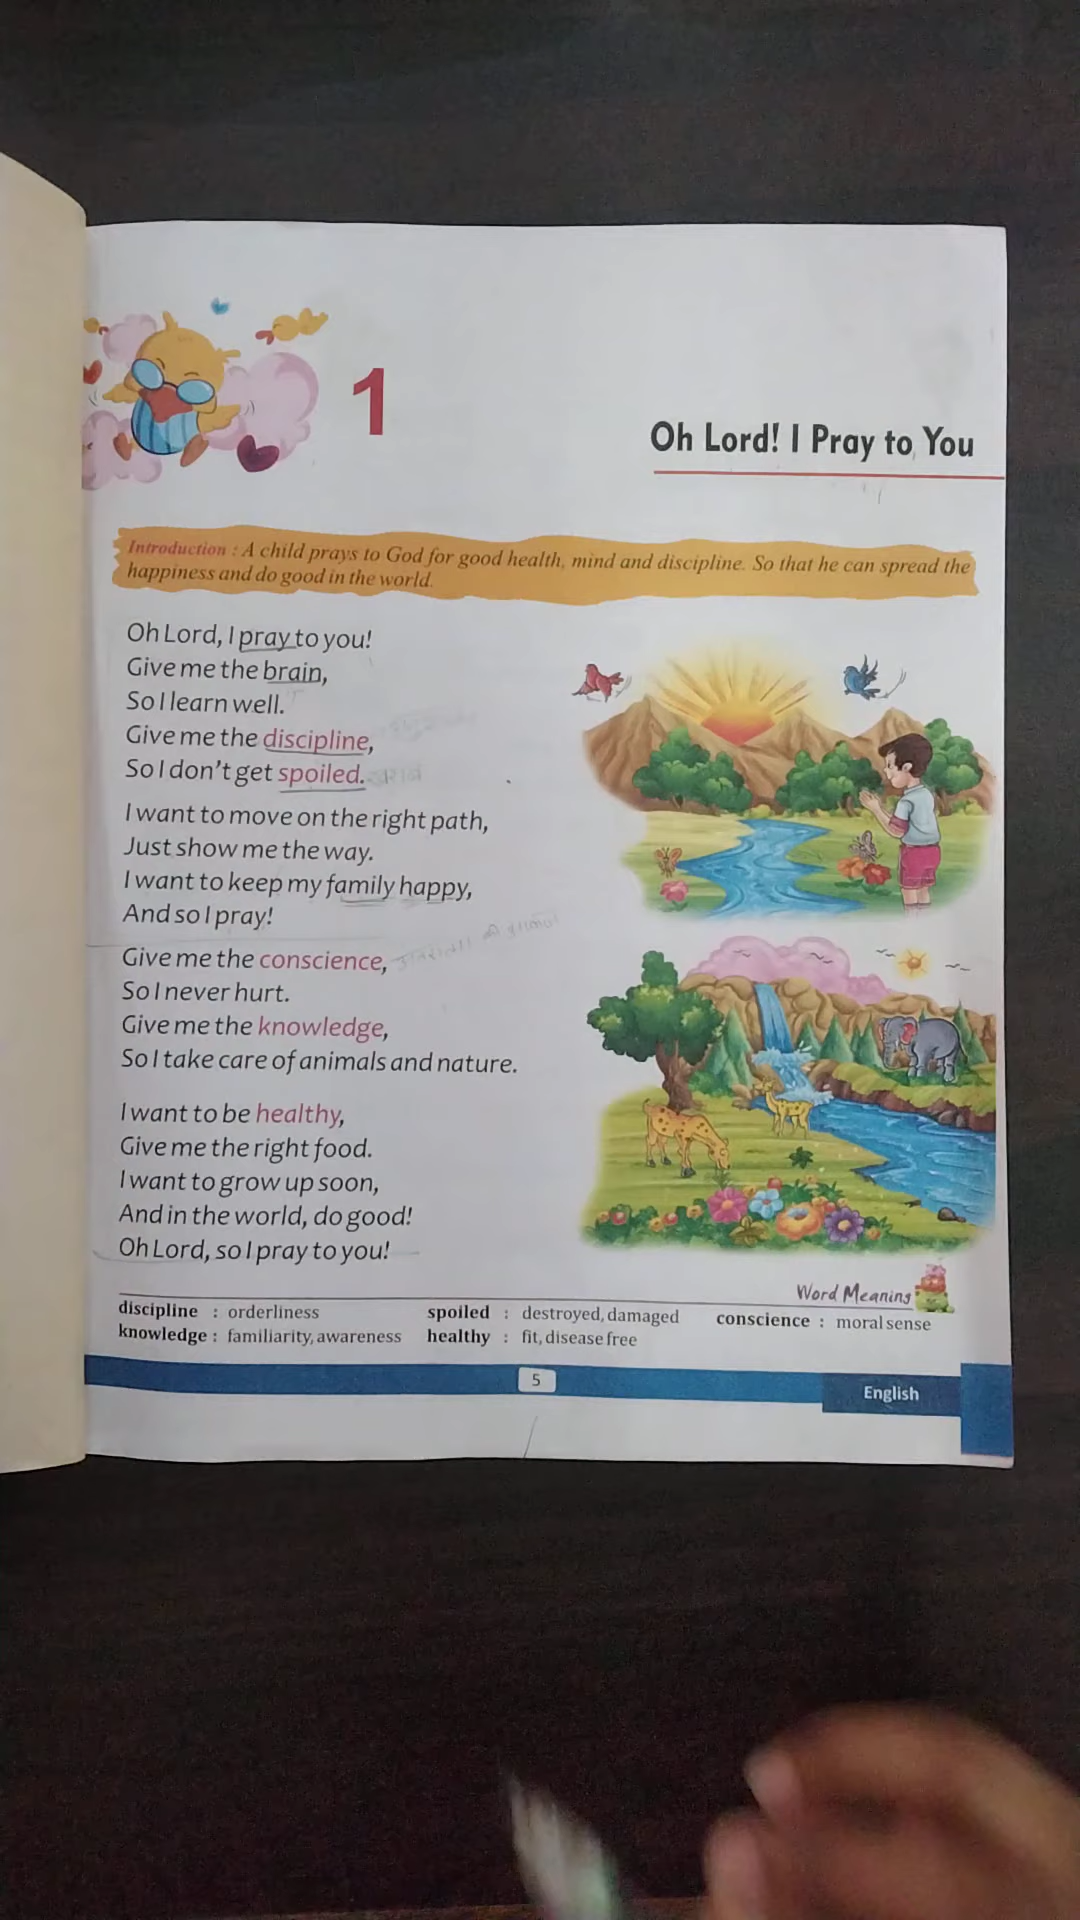 1
Oh Lord! I Pray to You
Introduction : A child prays to God for good health, mind and discipline. So that he can spread the
happiness and do good in the world.
Oh Lord, I pray to you!
Give me the brain,
So I learn well.
Give me the discipline,
So I don't get spoiled.
I want to move on the right path,
Just show me the way.
I want to keep my family happy,
And so I pray!
Give me the conscience,
So I never hurt.
Give me the knowledge,
So I take care of animals and nature.
I want to be healthy,
Give me the right food.
I want to grow up soon,
And in the world, do good!
Oh Lord, so I pray to you!
Word Meaning
discipline : orderliness spoiled : destroyed, damaged conscience : moral sense
knowledge : familiarity, awareness healthy : fit, disease free
5
English